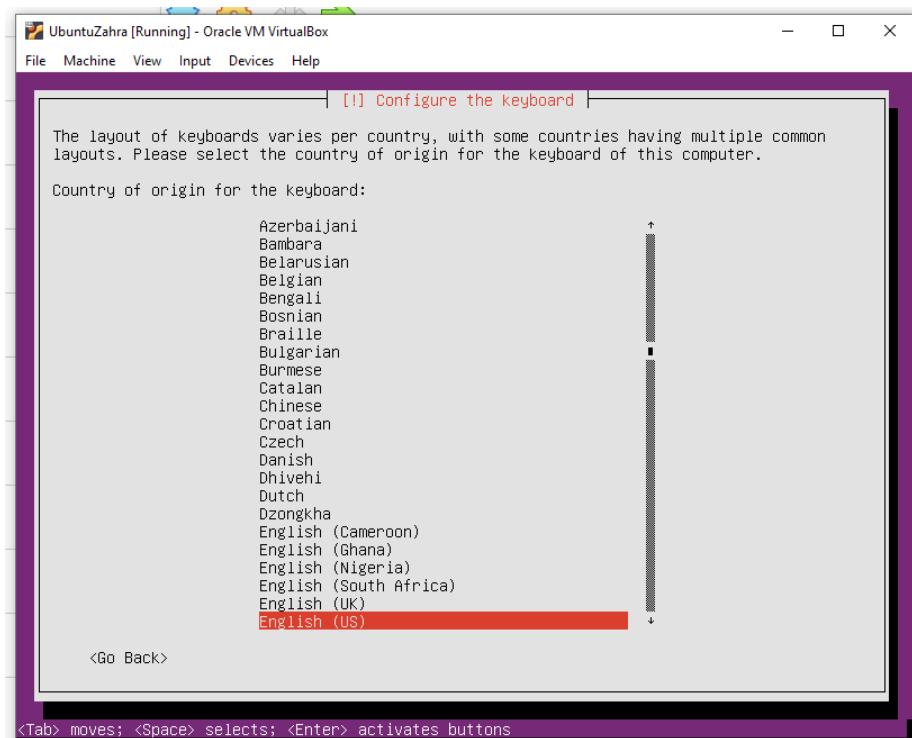 UbuntuZahra [Running] - Oracle VM VirtualBox
File Machine View Input Devices Help
[!] Configure the keyboard
The layout of keyboards varies per country, with some countries having multiple common
layouts. Please select the country of origin for the keyboard of this computer.
Country of origin for the keyboard:
Azerbaijani
Bambara
Belarusian
Belgian
Bengali
Bosnian
Braille
Bulgarian
Burmese
Catalan
Chinese
Croatian
Czech
Danish
Dhivehi
Dutch
Dzongkha
English (Cameroon)
English (Ghana)
English (Nigeria)
English (South Africa)
English (UK)
English (US)
<Go Back>
<Tab> moves; <Space> selects; <Enter> activates buttons